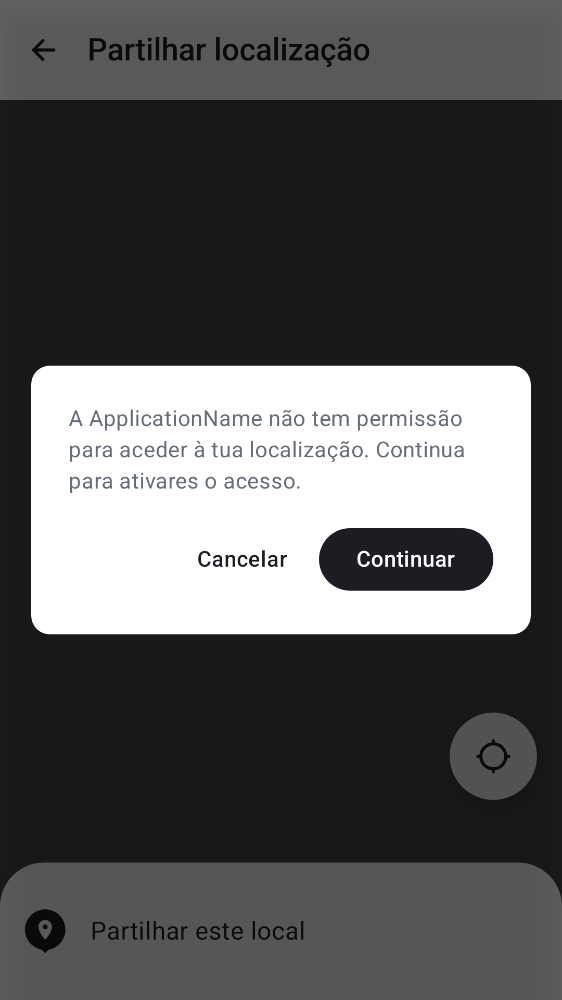 Partilhar localização
A ApplicationName não tem permissão
para aceder à tua localização. Continua
para ativares o acesso.
Cancelar
Continuar
Partilhar este local